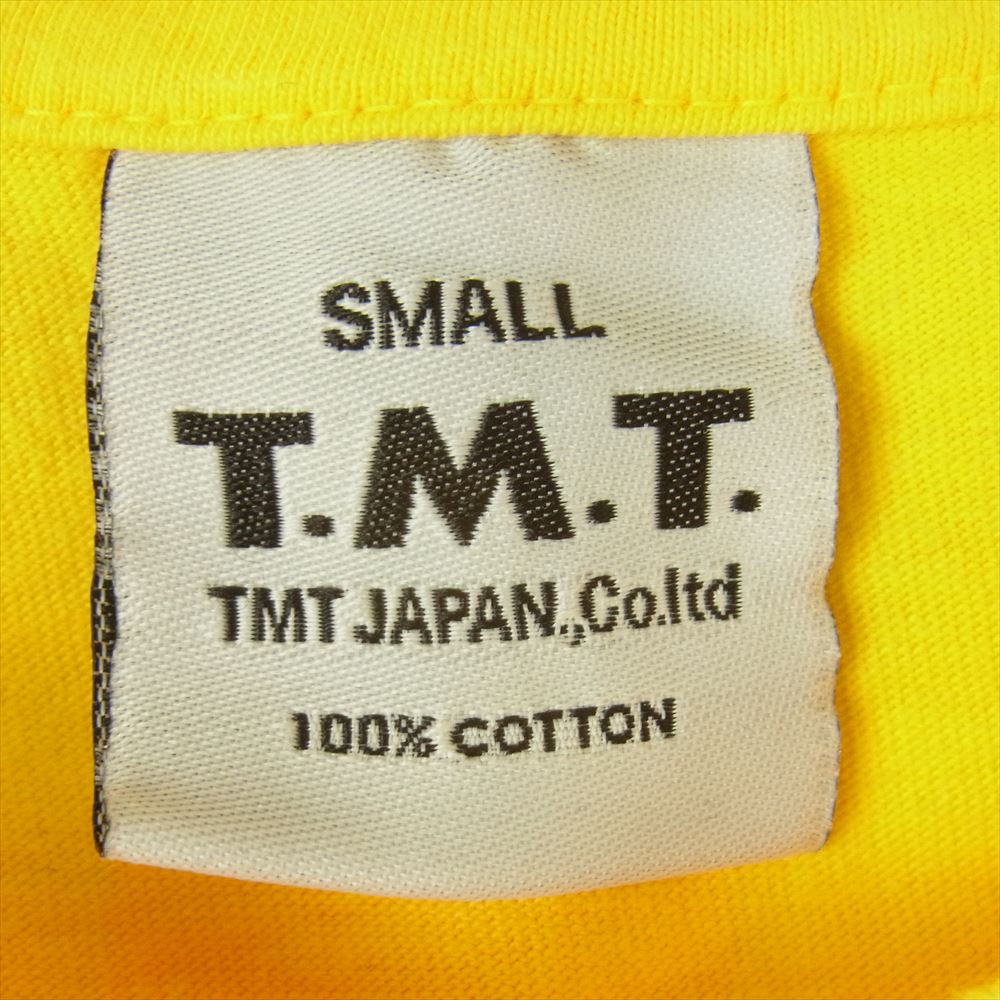 SMALL
T.M.T.
TMT JAPAN.,Co.ltd
100% COTTON